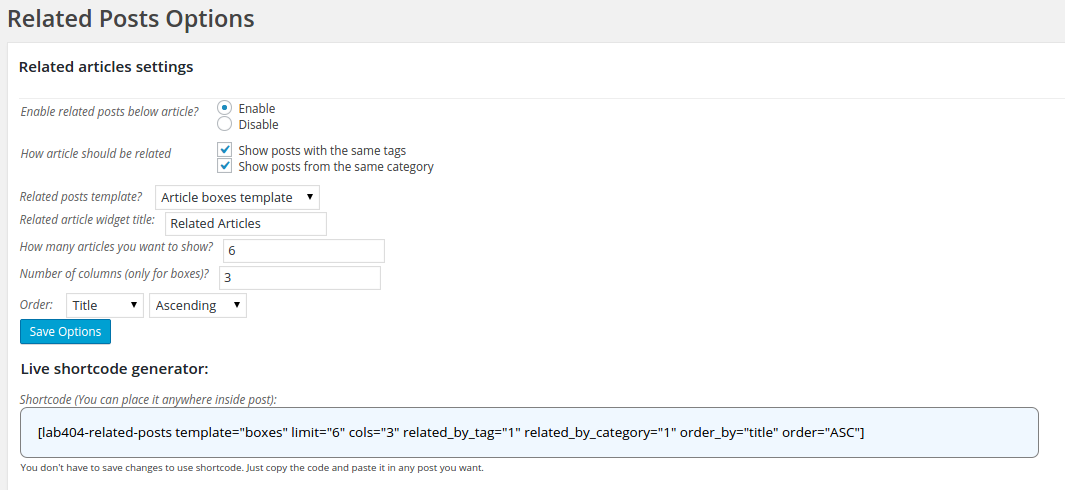 Related Posts Options
Related articles settings
Enable related posts below article?
Enable
Disable
How article should be related
Show posts with the same tags
Show posts from the same category
Related posts template? Article boxes template
Related article widget title: Related Articles
How many articles you want to show? 6
Number of columns (only for boxes)? 3
Order: Title Ascending
Save Options
Live shortcode generator:
Shortcode (You can place it anywhere inside post):
[lab404-related-posts template="boxes" limit="6" cols="3" related_by_tag="1" related_by_category="1" order_by="title" order="ASC"]
You don't have to save changes to use shortcode. Just copy the code and paste it in any post you want.